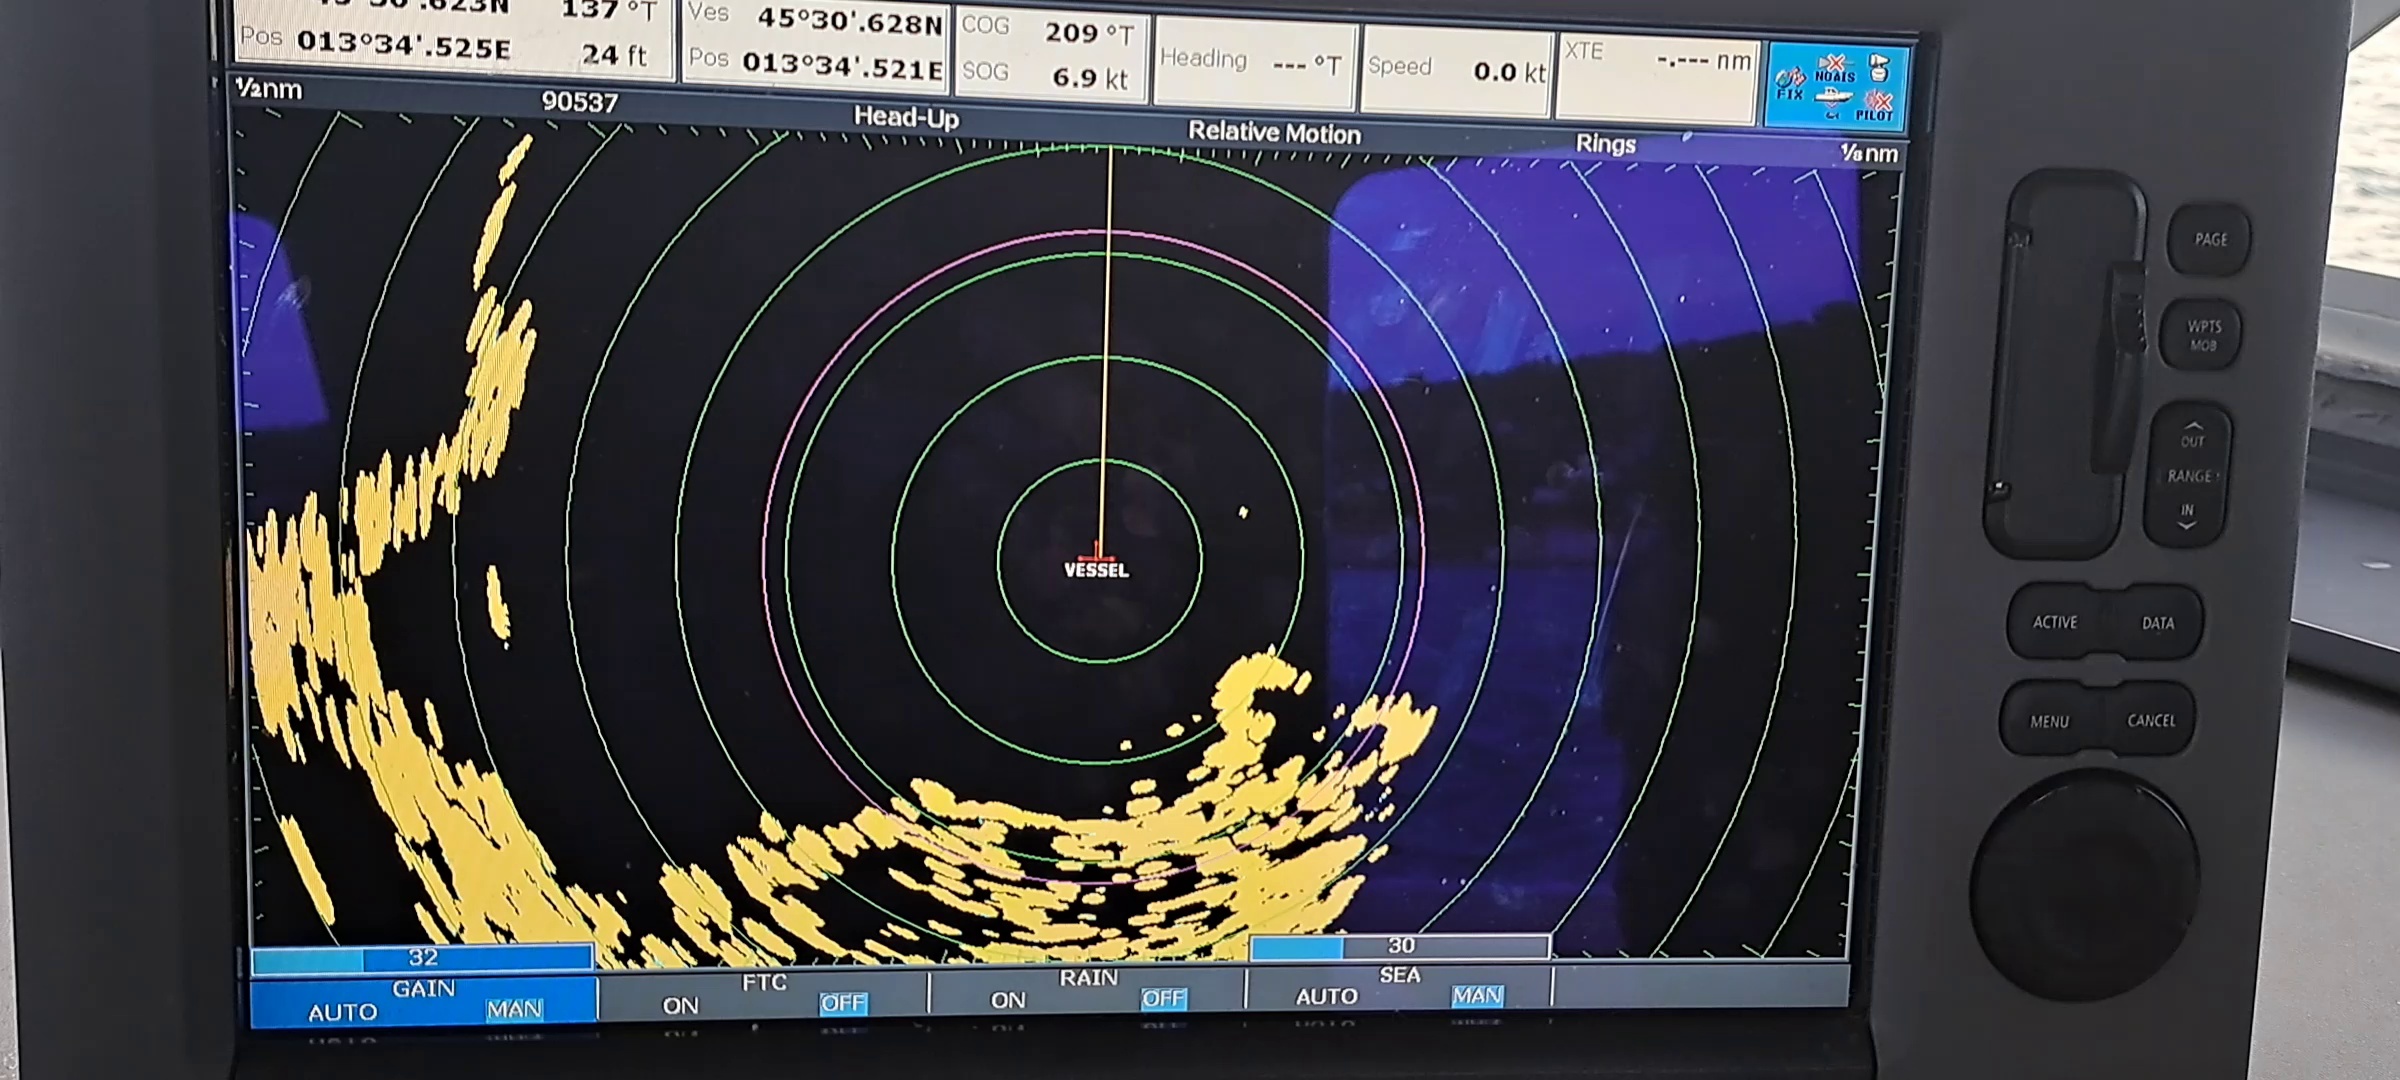 137 °T
Pos 013°34'.525E
24 ft
Ves 45°30'.628N
Pos 013°34'.521E
COG 209 °T
SOG 6.9 kt
Heading --- °T
Speed 0.0 kt
XTE -.--- nm
FIX
NOAIS
PILOT
½nm
90537
Head-Up
Relative Motion
Rings
⅛nm
VESSEL
32
GAIN
AUTO MAN
FTC
ON OFF
RAIN
ON OFF
30
SEA
AUTO MAN
PAGE
WPTS
MOB
OUT
RANGE
IN
ACTIVE
DATA
MENU
CANCEL